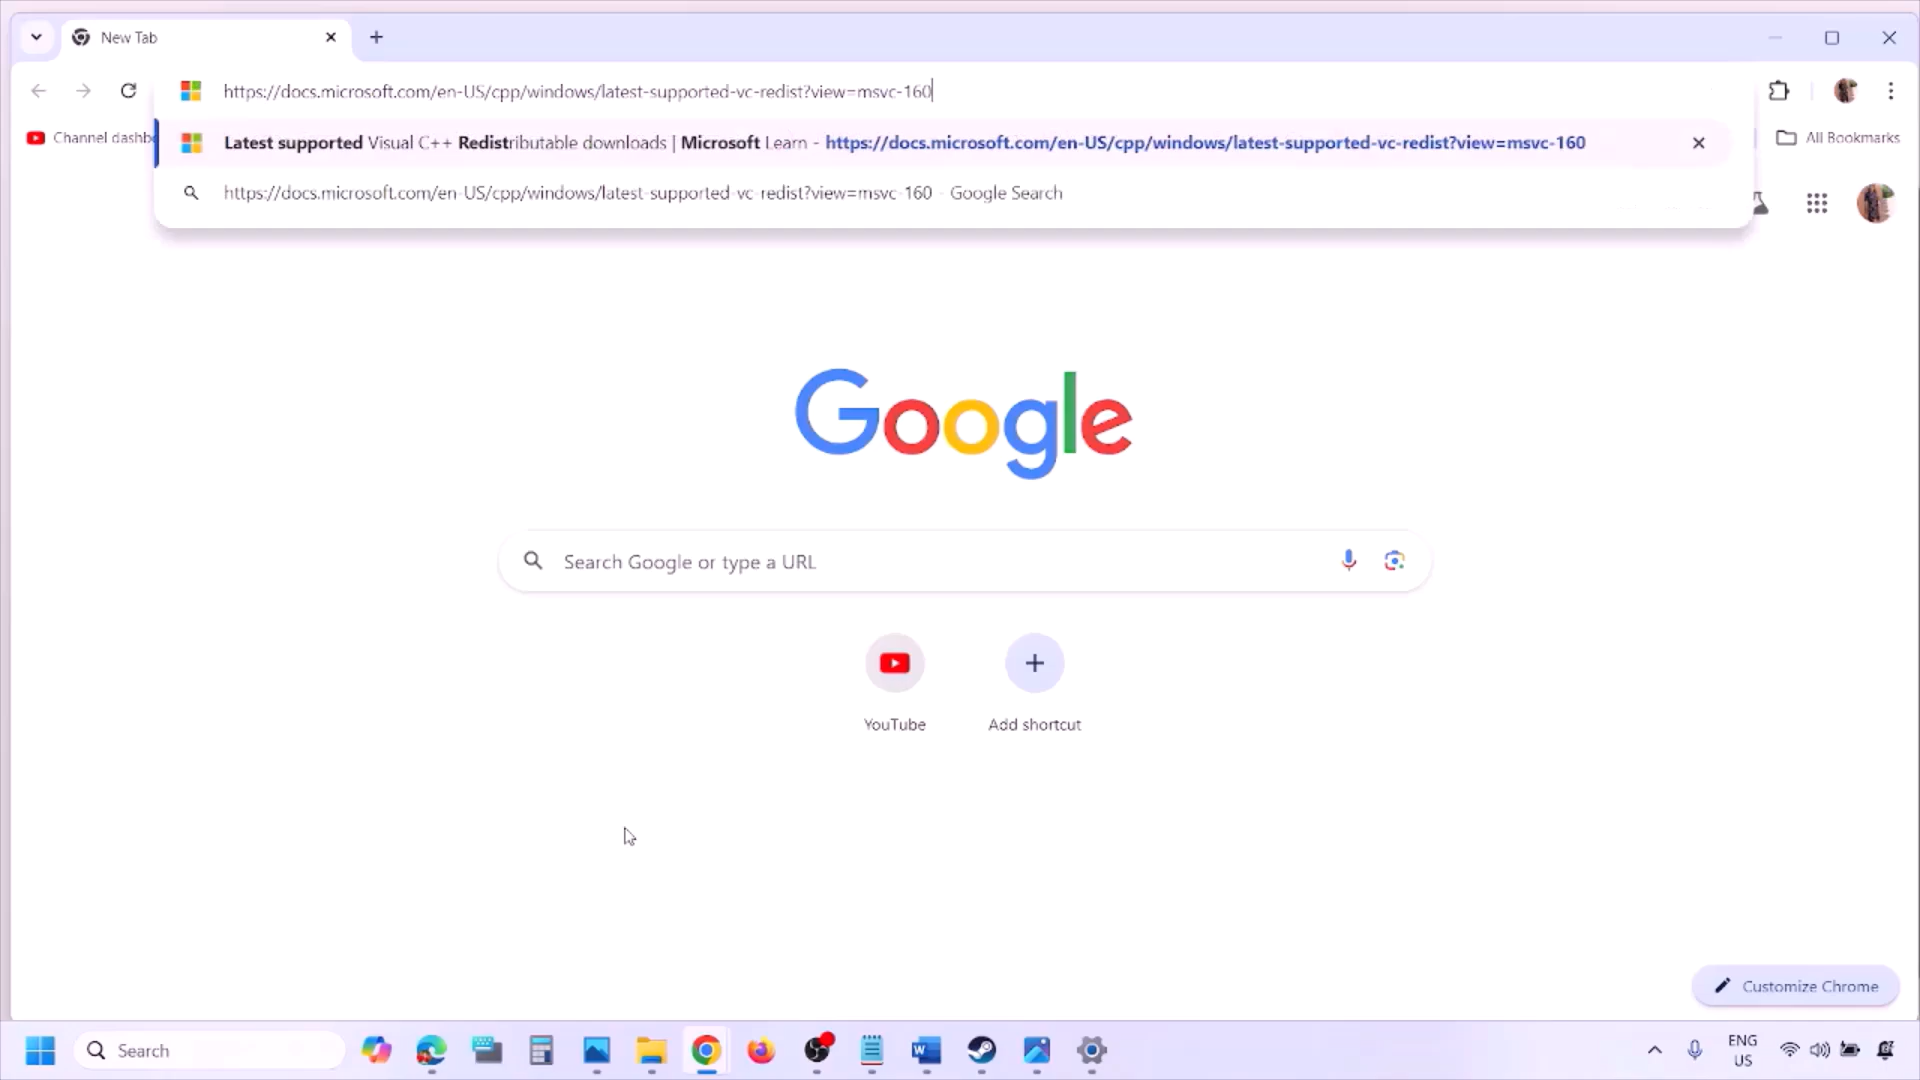 New Tab
https://docs.microsoft.com/en-US/cpp/windows/latest-supported-vc-redist?view=msvc-160
Channel dashb
Latest supported Visual C++ Redistributable downloads | Microsoft Learn - https://docs.microsoft.com/en-US/cpp/windows/latest-supported-vc-redist?view=msvc-160
All Bookmarks
https://docs.microsoft.com/en-US/cpp/windows/latest-supported-vc-redist?view=msvc-160 - Google Search
Google
Search Google or type a URL
YouTube
Add shortcut
Customize Chrome
Search
ENG
US